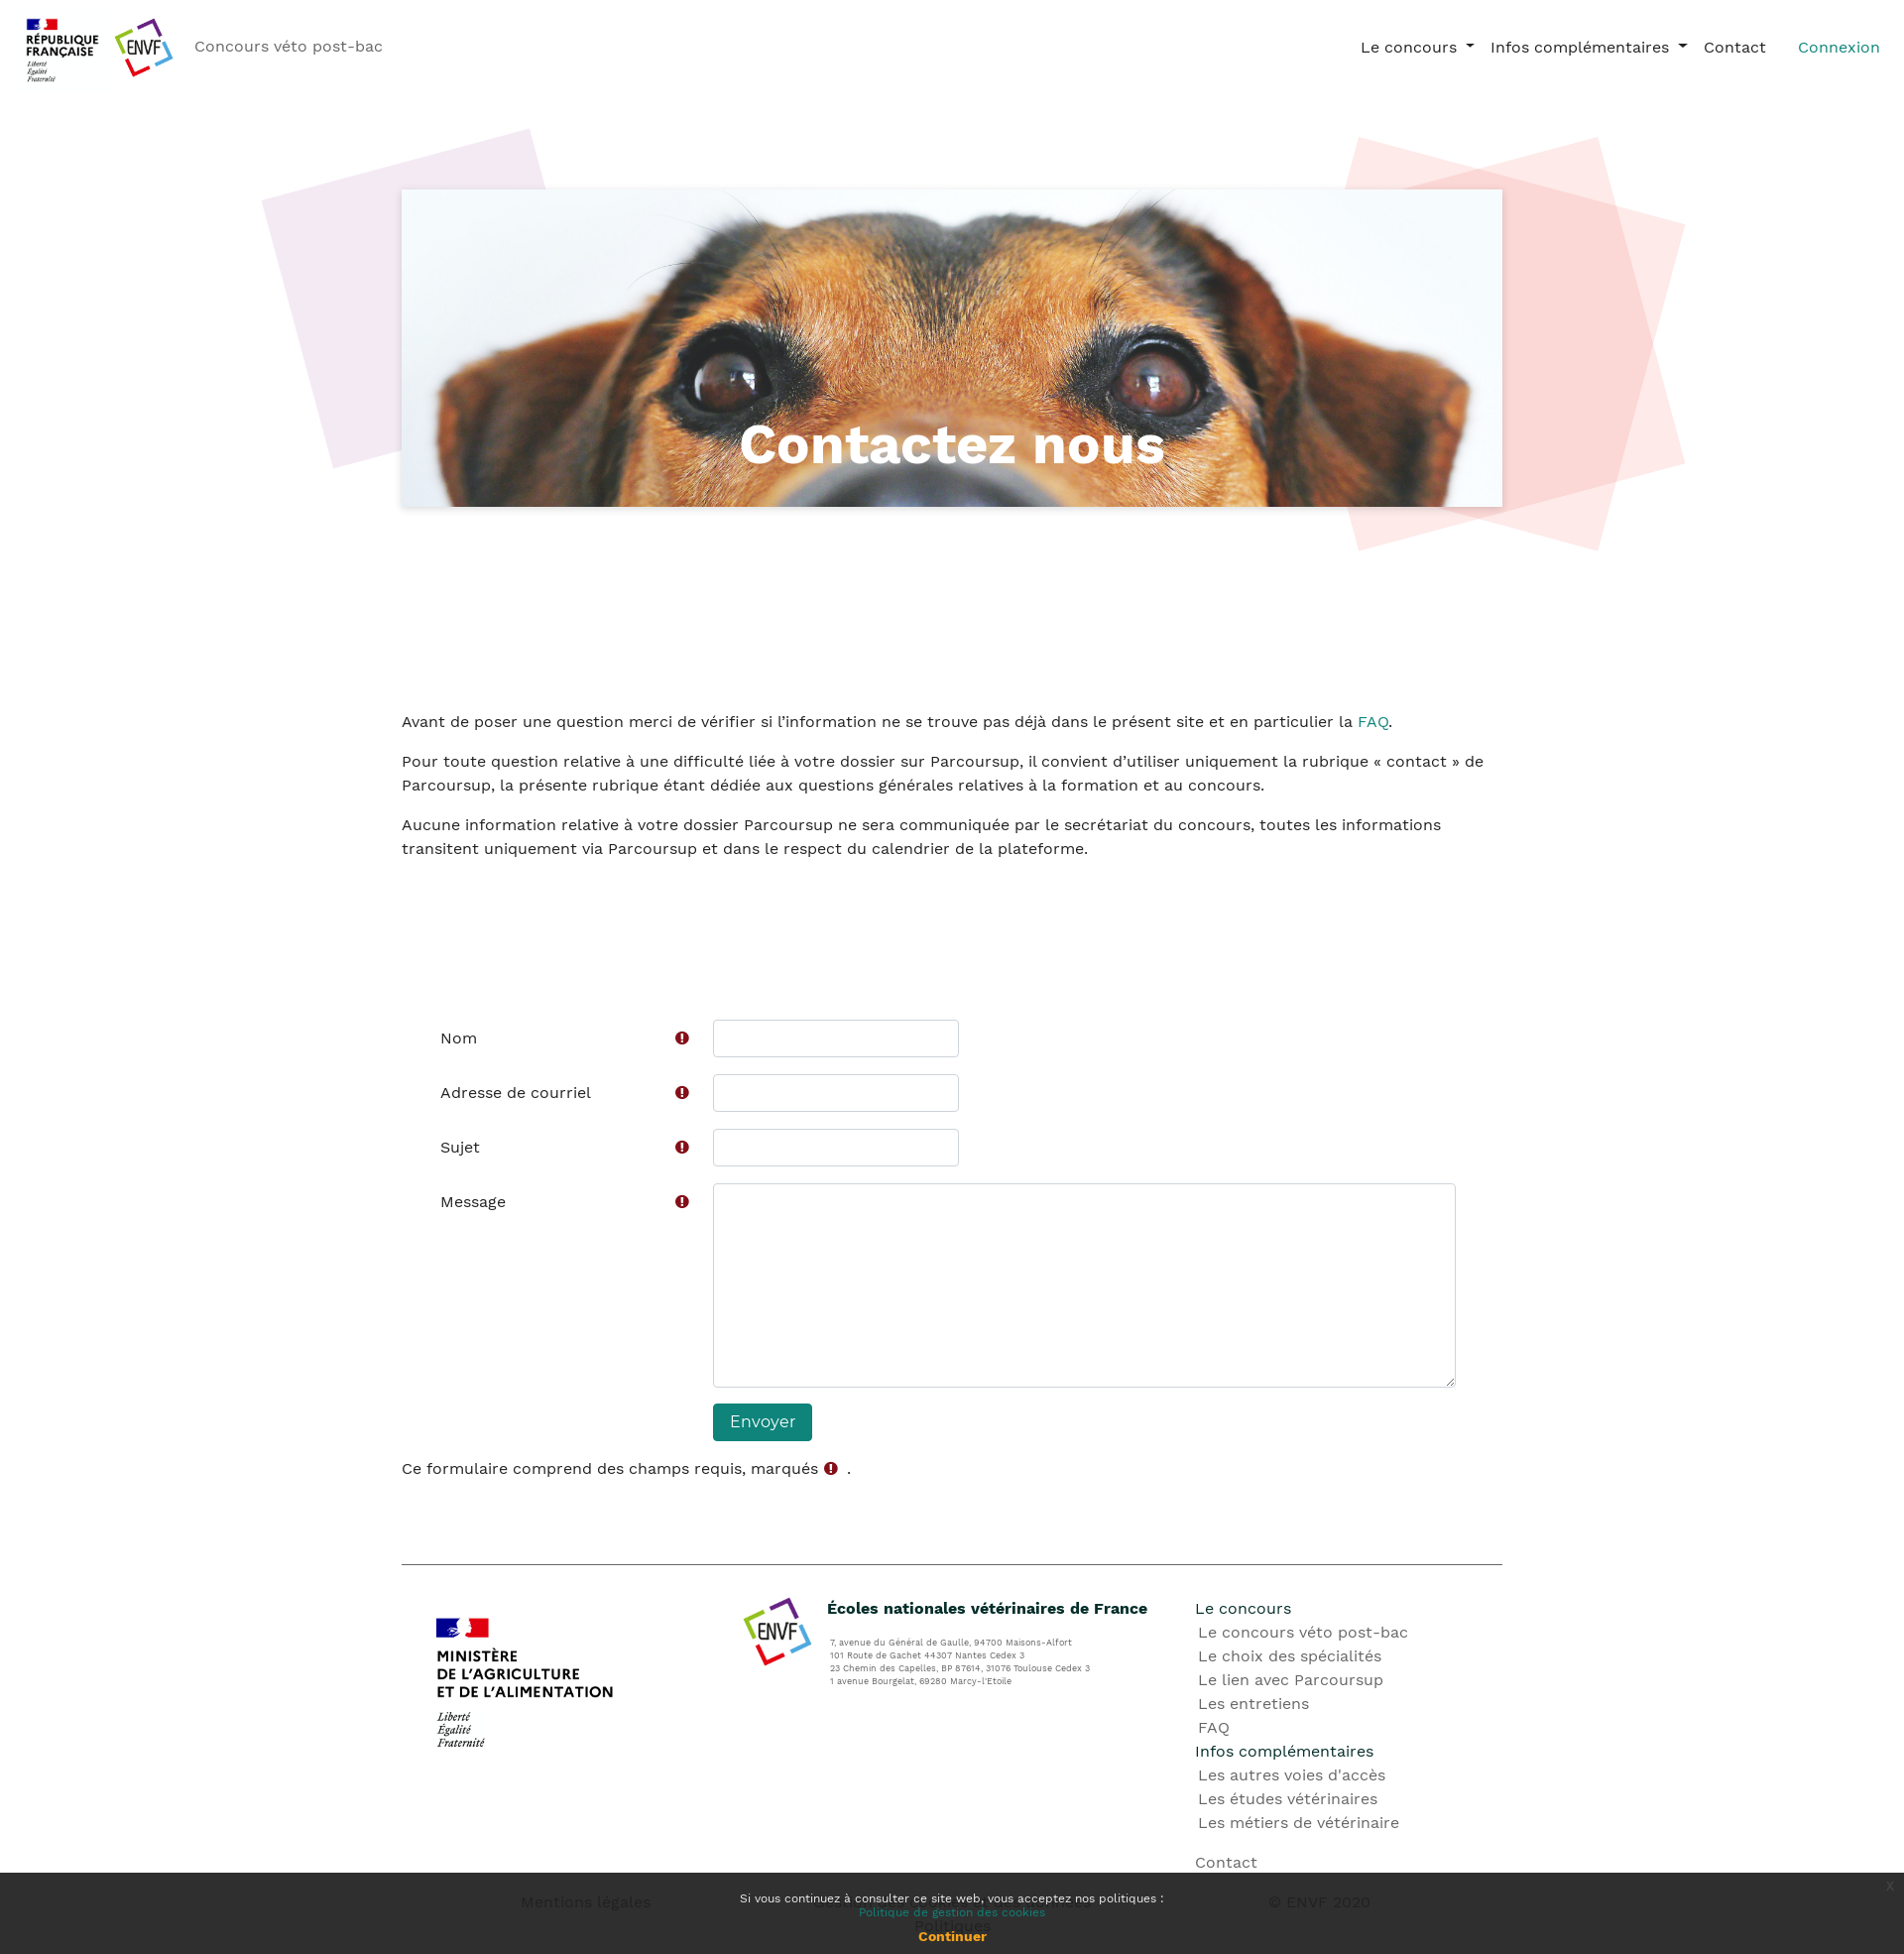 RÉPUBLIQUE
FRANÇAISE
Liberté
Égalité
Fraternité
ENVF
Concours véto post-bac
Le concours
Infos complémentaires
Contact
Connexion
Contactez nous
Avant de poser une question merci de vérifier si l’information ne se trouve pas déjà dans le présent site et en particulier la FAQ.
Pour toute question relative à une difficulté liée à votre dossier sur Parcoursup, il convient d’utiliser uniquement la rubrique « contact » de
Parcoursup, la présente rubrique étant dédiée aux questions générales relatives à la formation et au concours.
Aucune information relative à votre dossier Parcoursup ne sera communiquée par le secrétariat du concours, toutes les informations
transitent uniquement via Parcoursup et dans le respect du calendrier de la plateforme.
Nom
Adresse de courriel
Sujet
Message
Envoyer
Ce formulaire comprend des champs requis, marqués .
MINISTÈRE
DE L’AGRICULTURE
ET DE L’ALIMENTATION
Liberté
Égalité
Fraternité
ENVF
Écoles nationales vétérinaires de France
7, avenue du Général de Gaulle, 94700 Maisons-Alfort
101 Route de Gachet 44307 Nantes Cedex 3
23 Chemin des Capelles, BP 87614, 31076 Toulouse Cedex 3
1 avenue Bourgelat, 69280 Marcy-l'Etoile
Le concours
Le concours véto post-bac
Le choix des spécialités
Le lien avec Parcoursup
Les entretiens
FAQ
Infos complémentaires
Les autres voies d'accès
Les études vétérinaires
Les métiers de vétérinaire
Contact
Mentions légales
© ENVF 2020
Politiques
Si vous continuez à consulter ce site web, vous acceptez nos politiques :
Politique de gestion des cookies
Continuer
x